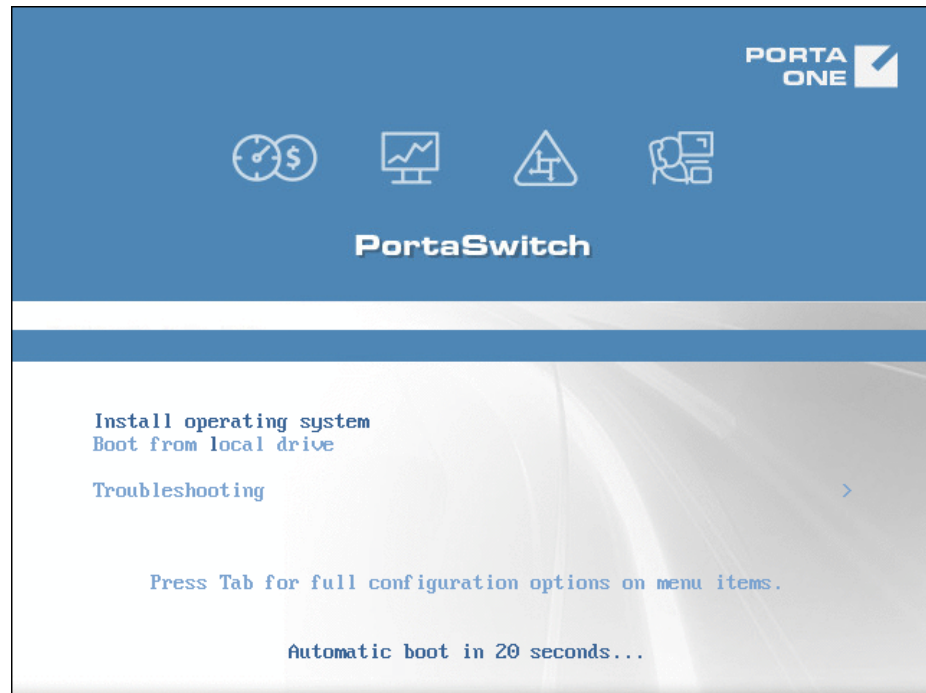 PORTA
ONE
$
PortaSwitch
Install operating system
Boot from local drive
Troubleshooting >
Press Tab for full configuration options on menu items.
Automatic boot in 20 seconds...